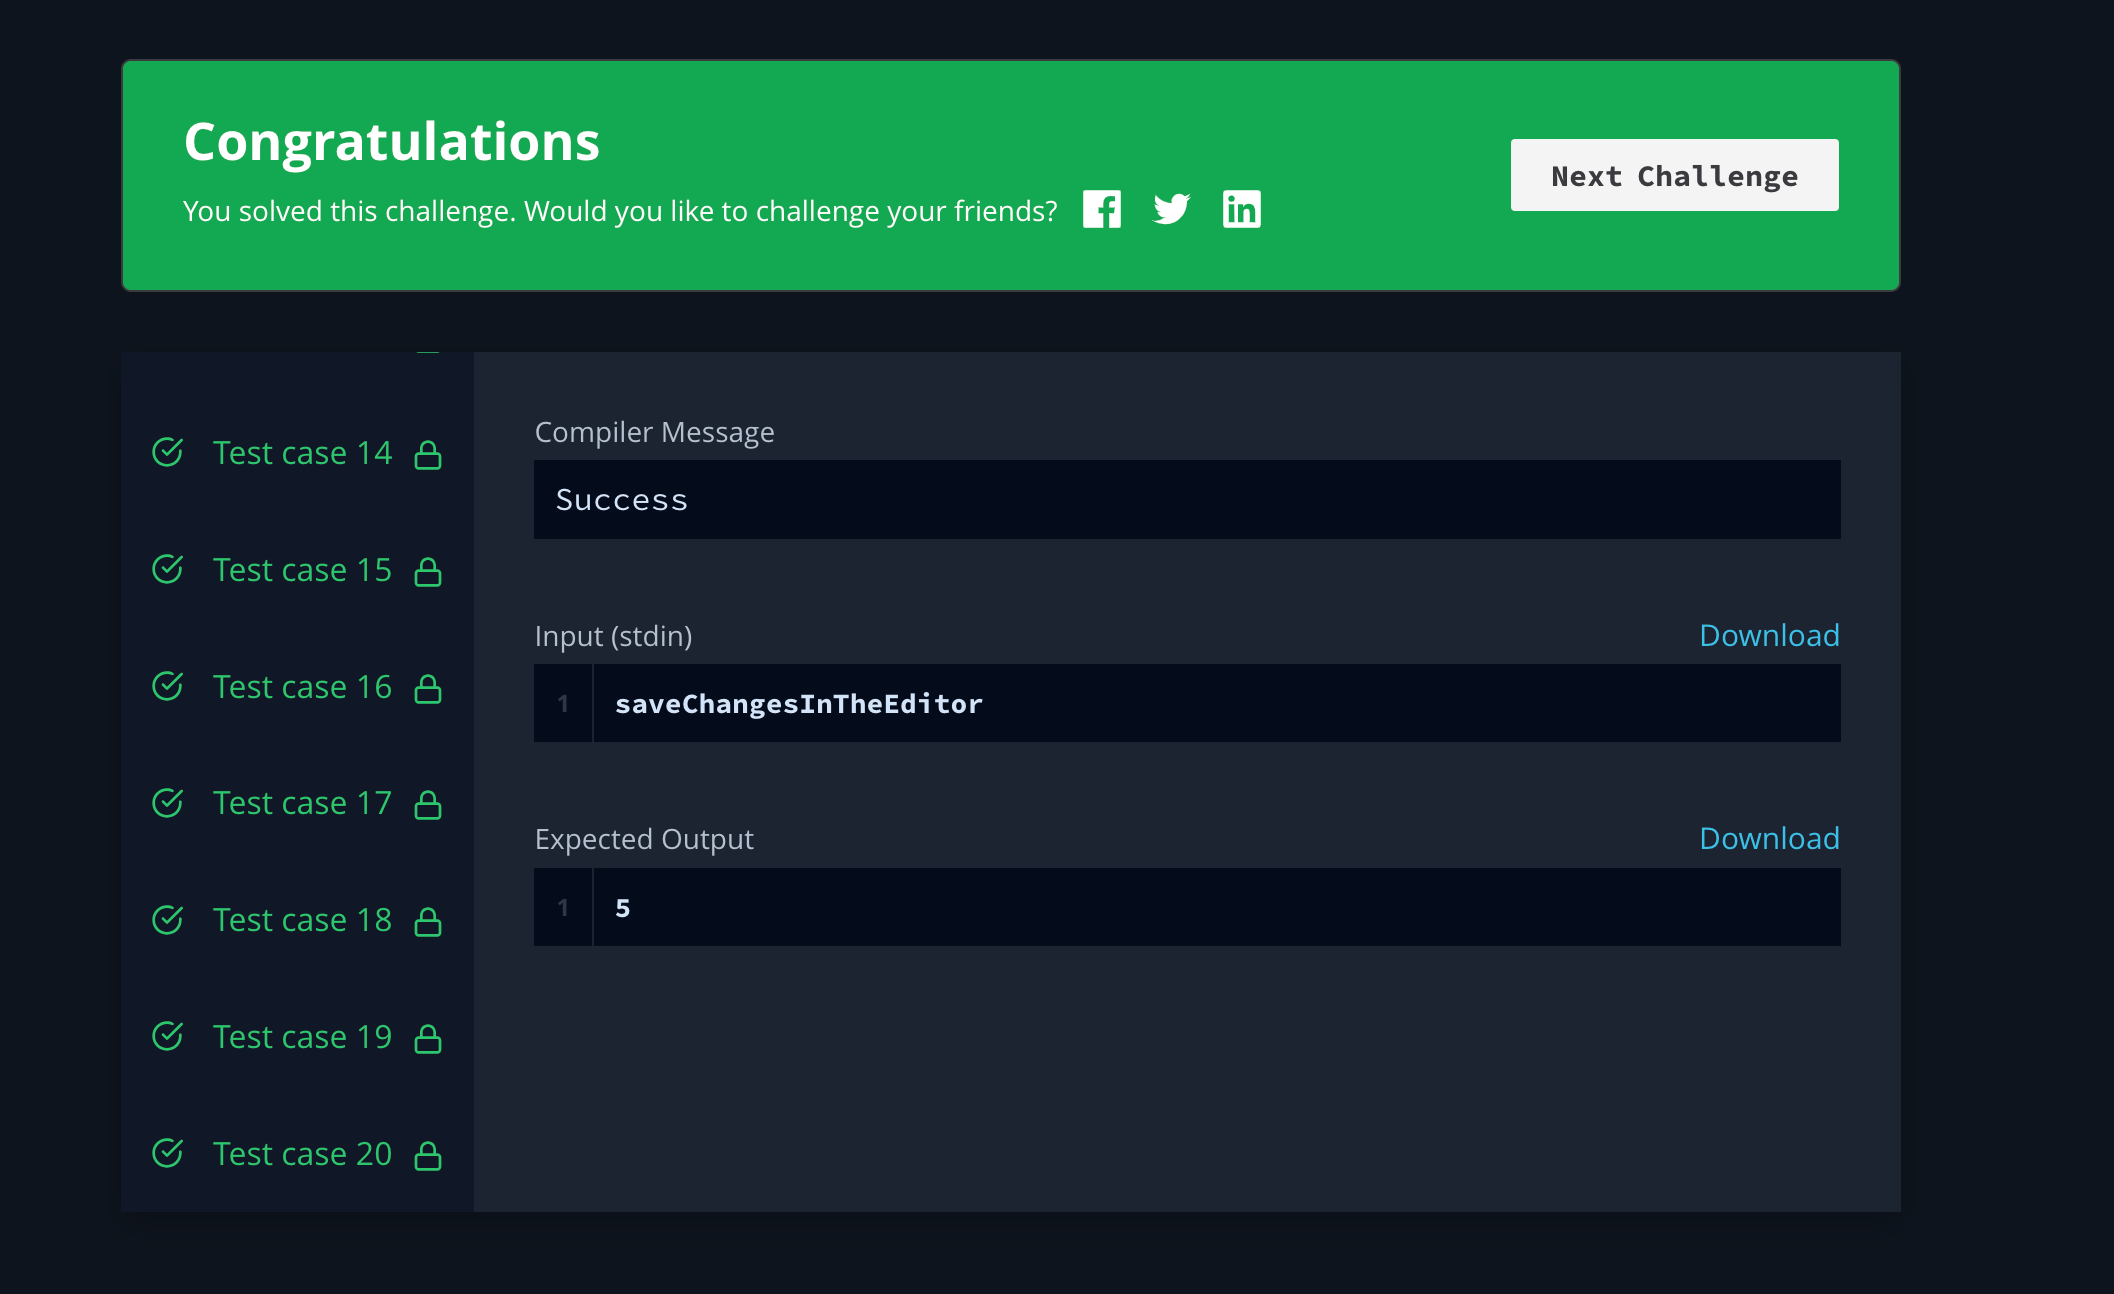 Congratulations
You solved this challenge. Would you like to challenge your friends?
Next Challenge
Test case 14
Test case 15
Test case 16
Test case 17
Test case 18
Test case 19
Test case 20
Compiler Message
Success
Input (stdin)
Download
1 saveChangesInTheEditor
Expected Output
Download
1 5